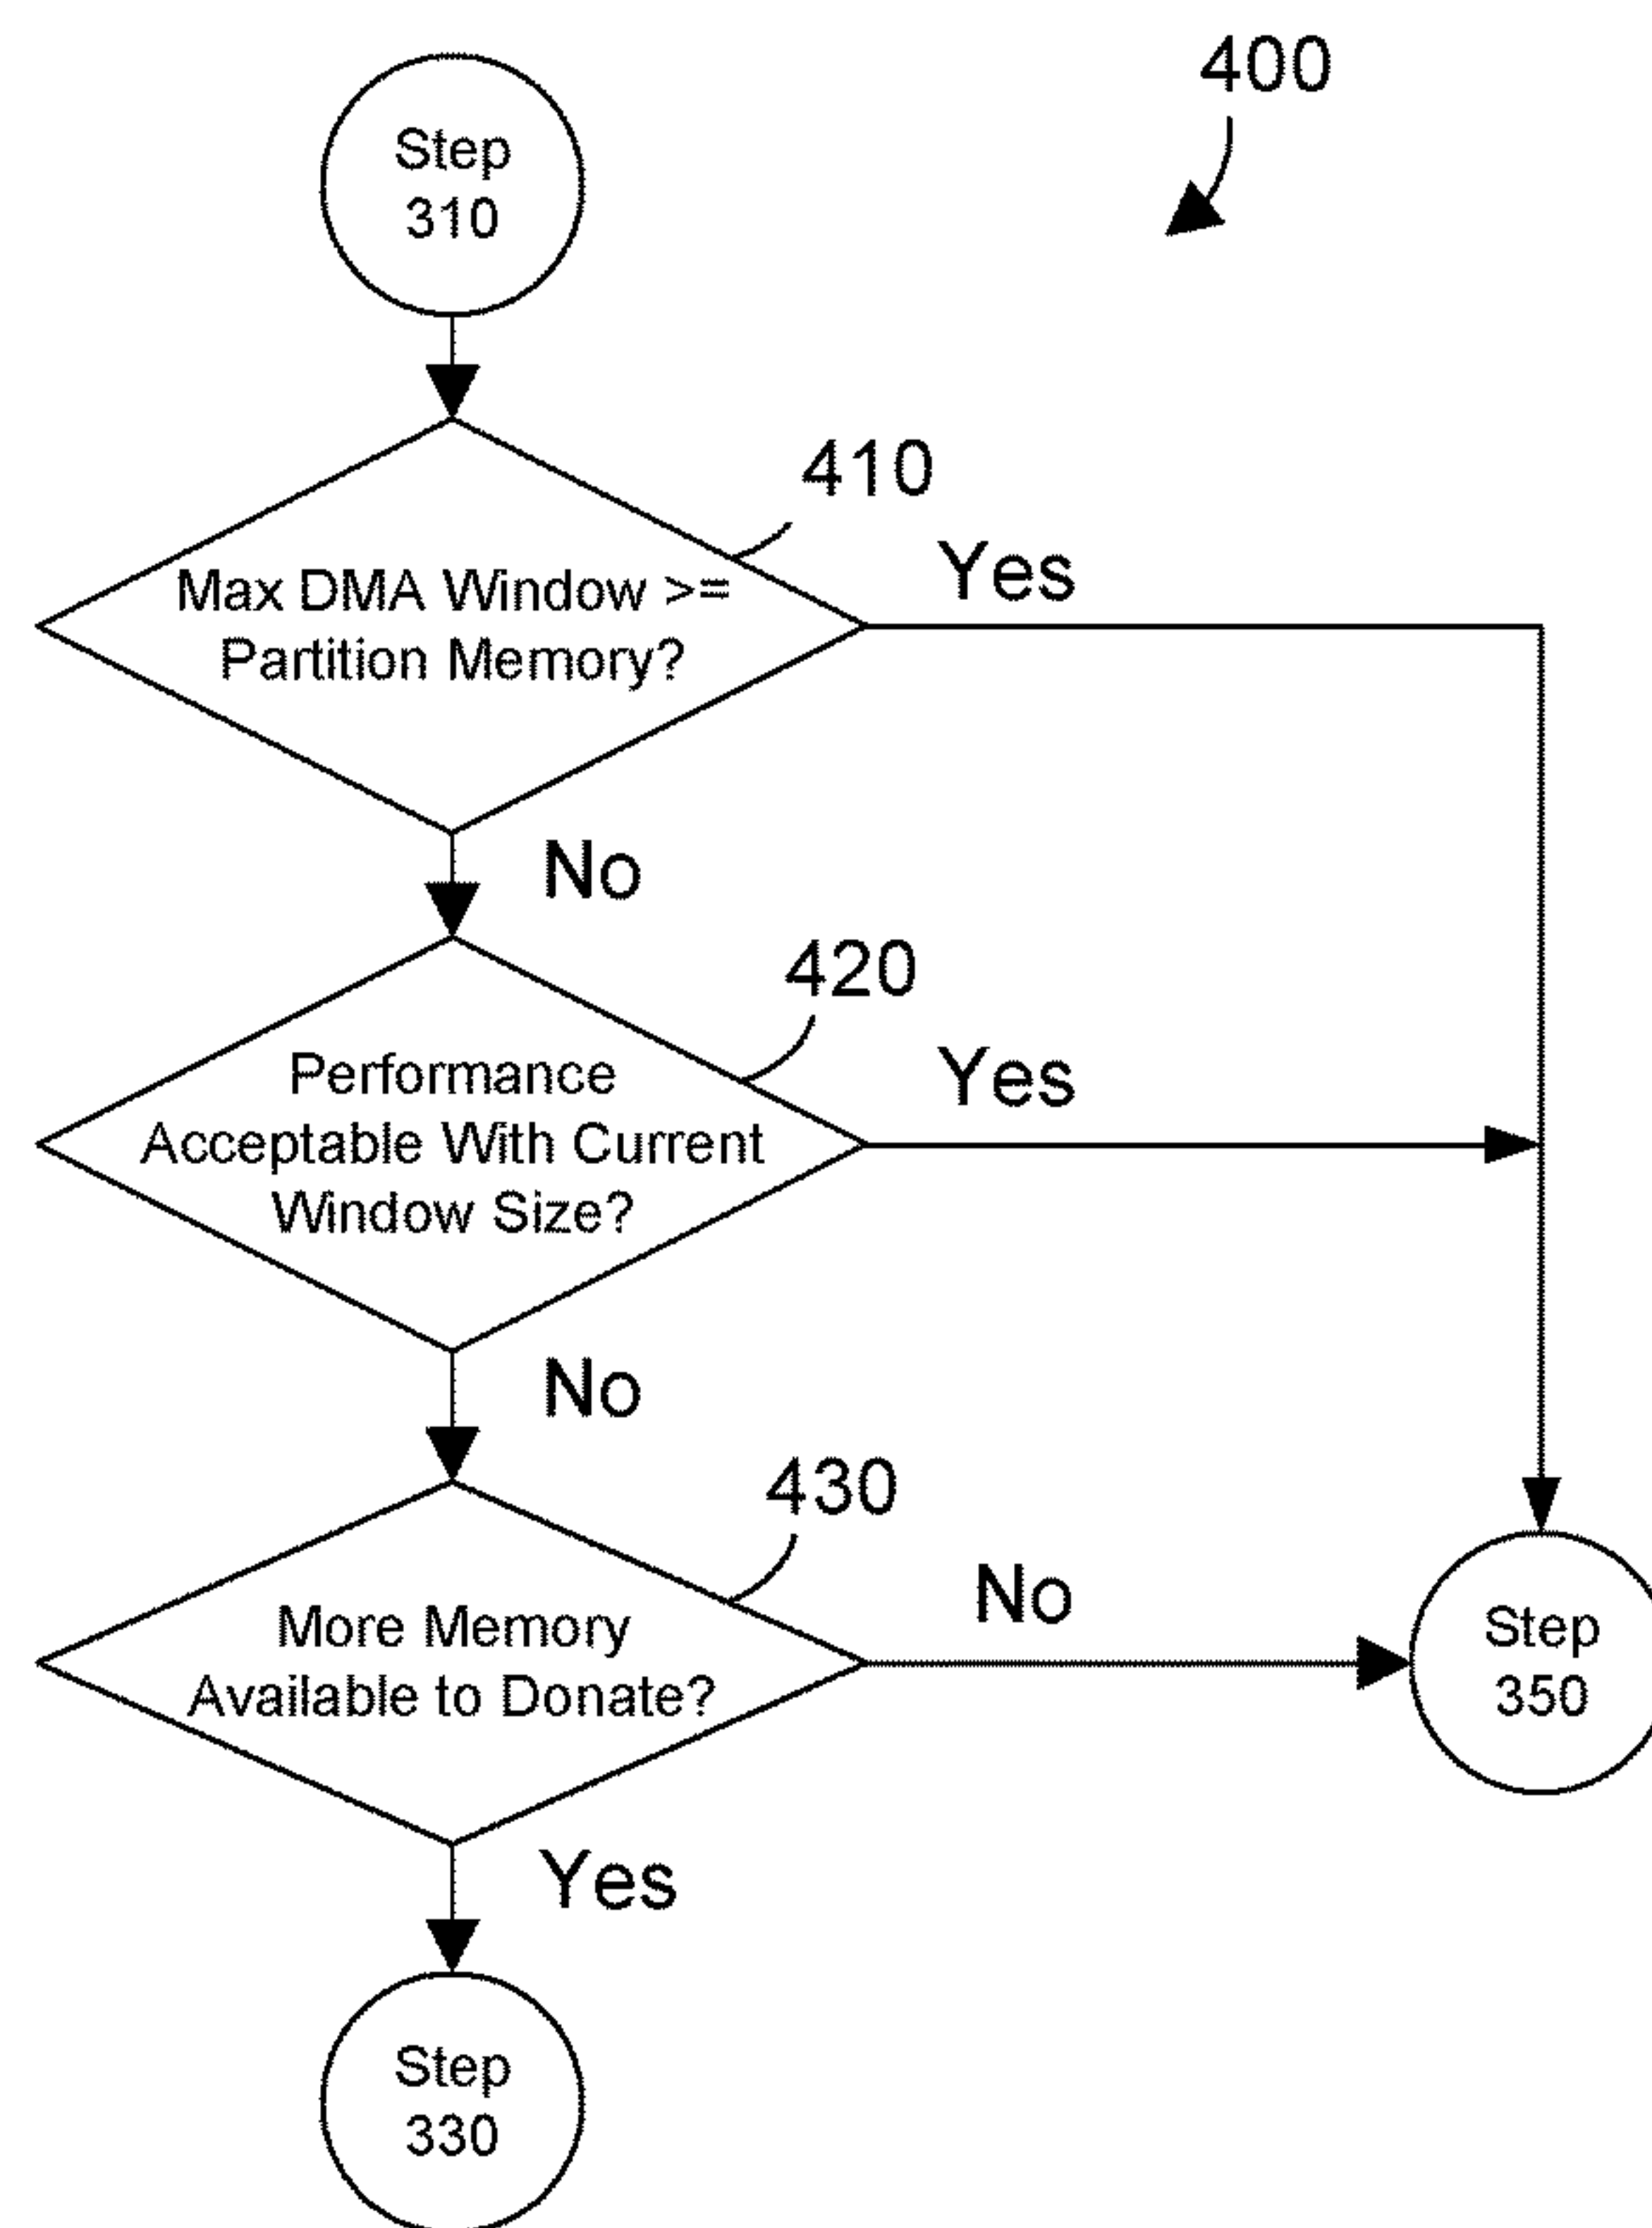 400
Step
310
410
Max DMA Window >=
Partition Memory?
Yes
No
420
Performance
Acceptable With Current
Window Size?
Yes
No
430
More Memory
Available to Donate?
No
Step
350
Yes
Step
330